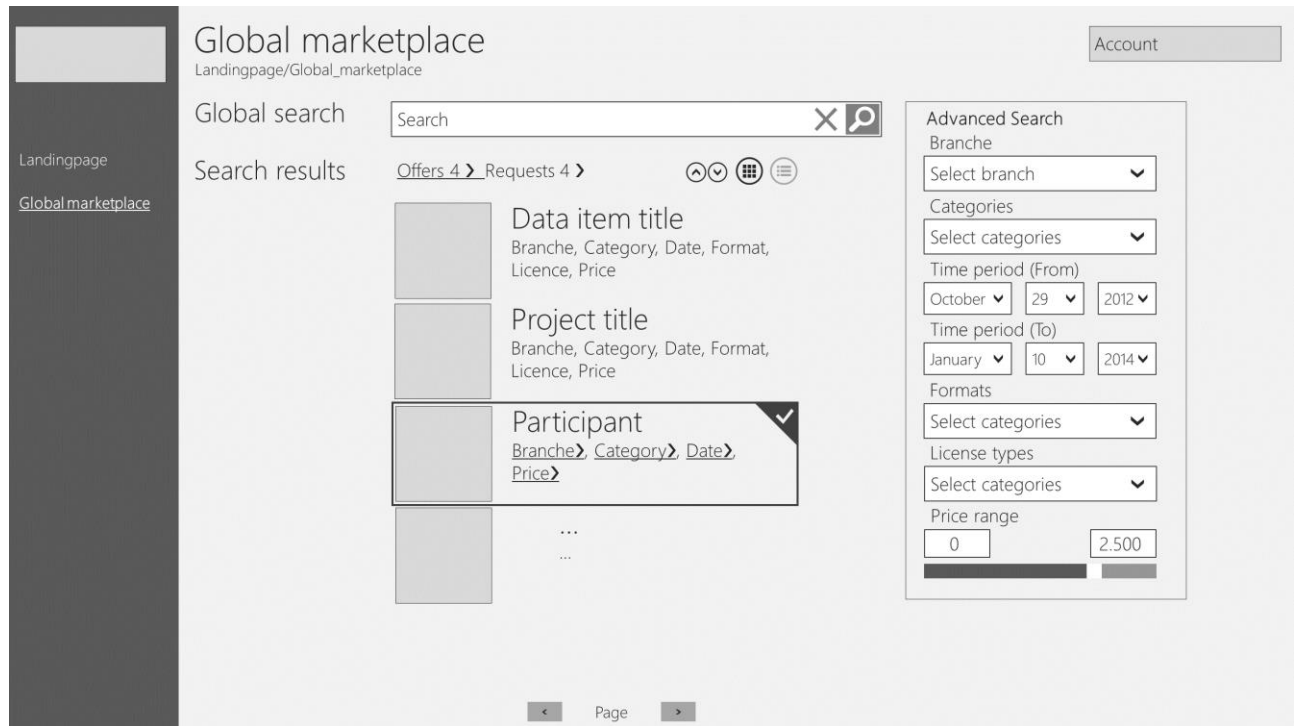 Global marketplace
Landingpage/Global_marketplace
Account
Landingpage
Global marketplace
Global search
Search
Search results
Offers 4 Requests 4
Data item title
Branche, Category, Date, Format,
Licence, Price
Project title
Branche, Category, Date, Format,
Licence, Price
Participant
Branche, Category, Date,
Price
...
...
Page
Advanced Search
Branche
Select branch
Categories
Select categories
Time period (From)
October 29 2012
Time period (To)
January 10 2014
Formats
Select categories
License types
Select categories
Price range
0 2.500